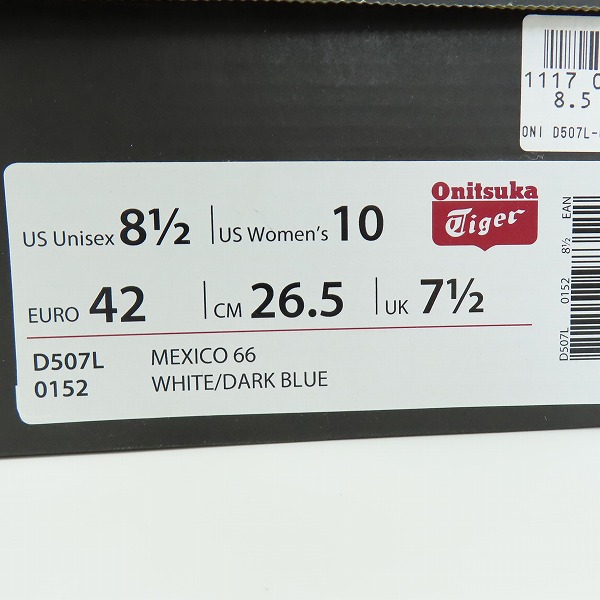 1117 0
8.5
ONI D507L-
US Unisex 8½ US Women's 10
Onitsuka
Tiger
EURO 42 CM 26.5 UK 7½
D507L MEXICO 66
0152 WHITE/DARK BLUE
D507L 0152 8½ EAN